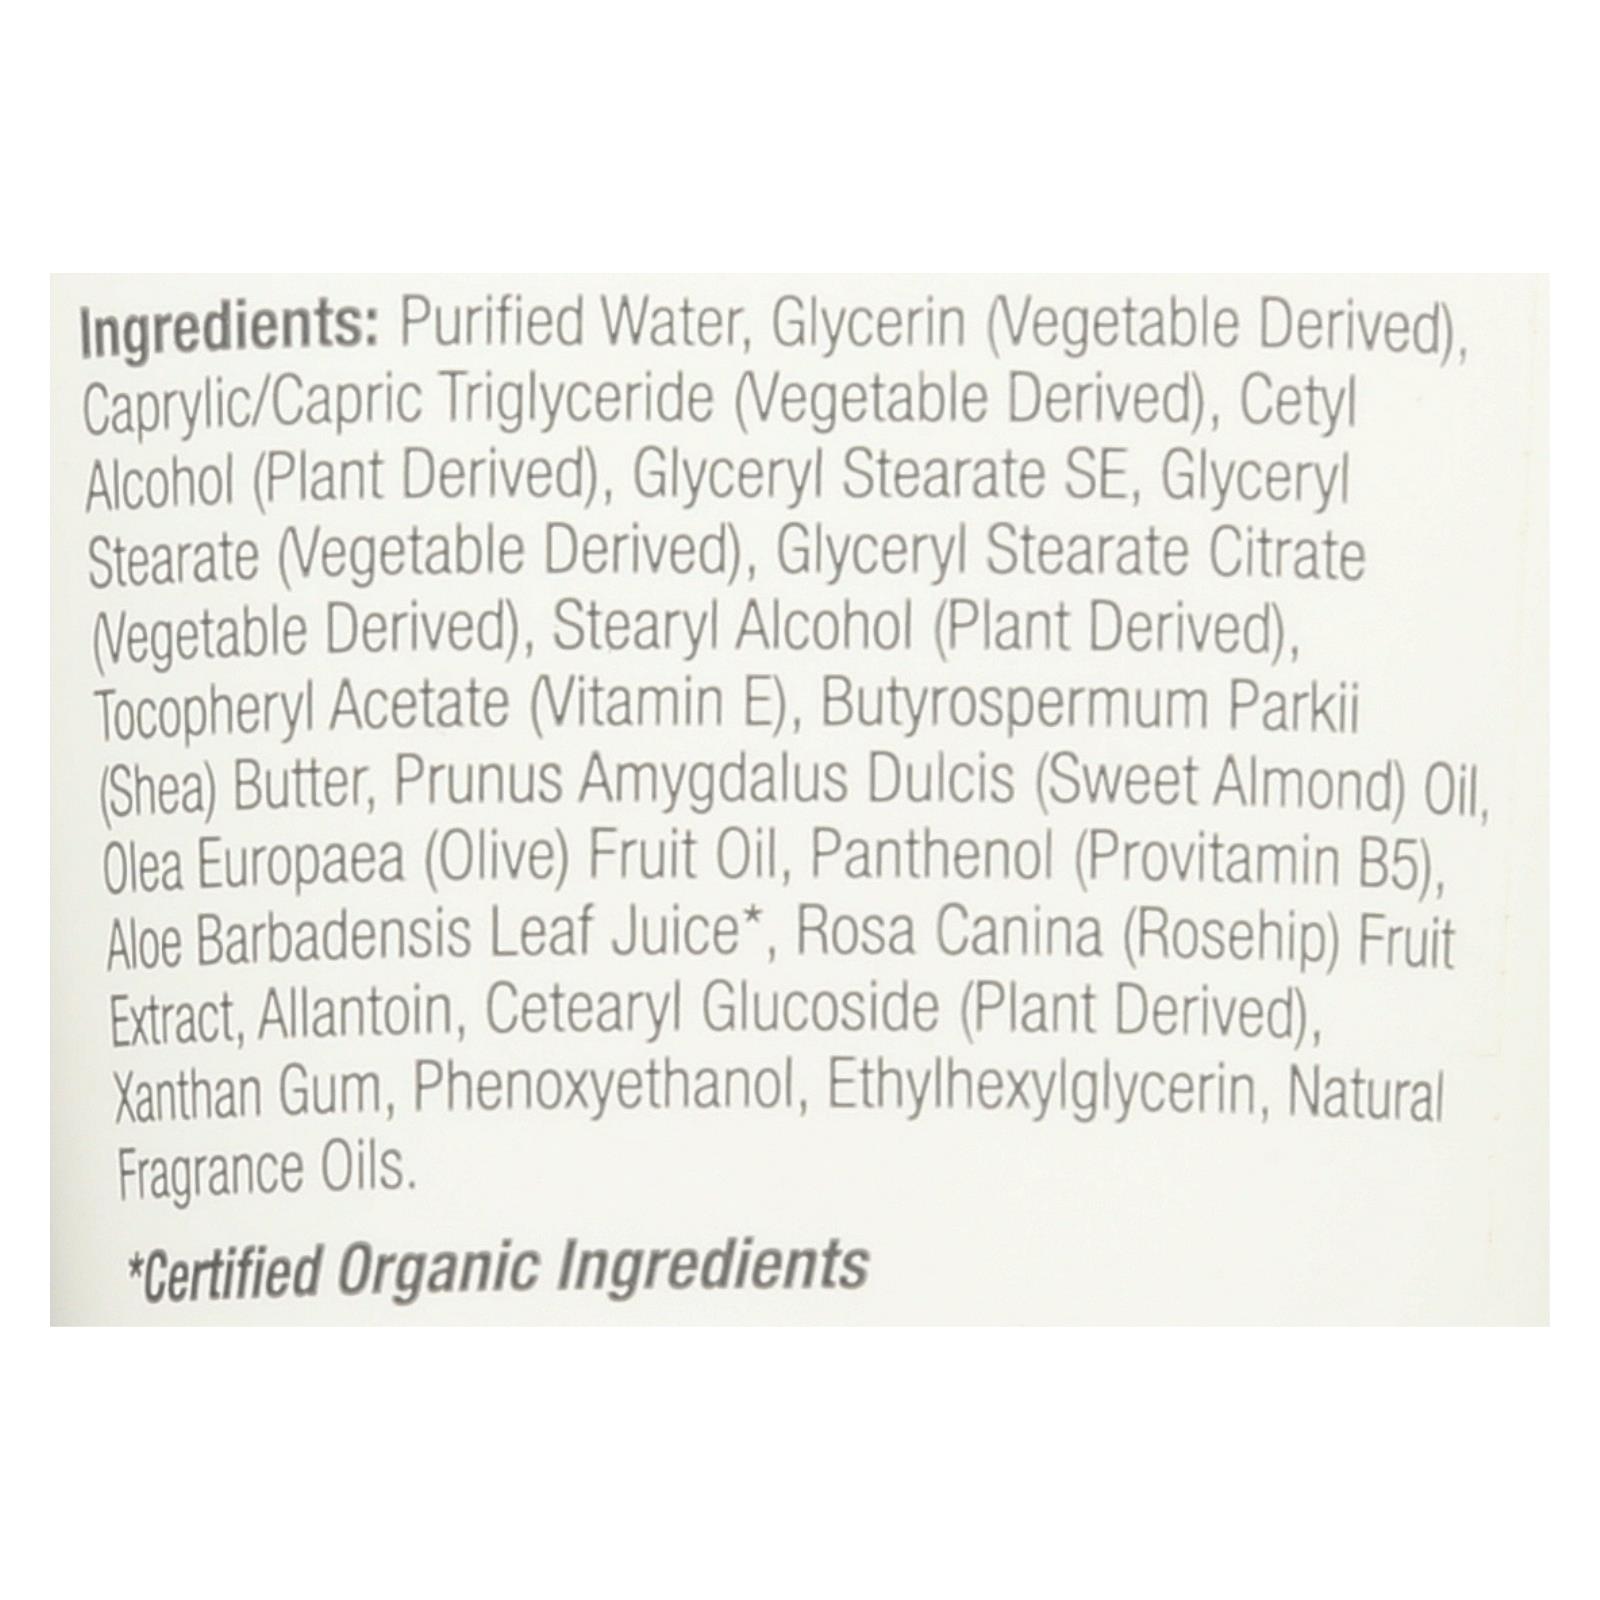 Ingredients: Purified Water, Glycerin (Vegetable Derived),
Caprylic/Capric Triglyceride (Vegetable Derived), Cetyl
Alcohol (Plant Derived), Glyceryl Stearate SE, Glyceryl
Stearate (Vegetable Derived), Glyceryl Stearate Citrate
(Vegetable Derived), Stearyl Alcohol (Plant Derived),
Tocopheryl Acetate (Vitamin E), Butyrospermum Parkii
(Shea) Butter, Prunus Amygdalus Dulcis (Sweet Almond) Oil,
Olea Europaea (Olive) Fruit Oil, Panthenol (Provitamin B5),
Aloe Barbadensis Leaf Juice*, Rosa Canina (Rosehip) Fruit
Extract, Allantoin, Cetearyl Glucoside (Plant Derived),
Xanthan Gum, Phenoxyethanol, Ethylhexylglycerin, Natural
Fragrance Oils.
*Certified Organic Ingredients